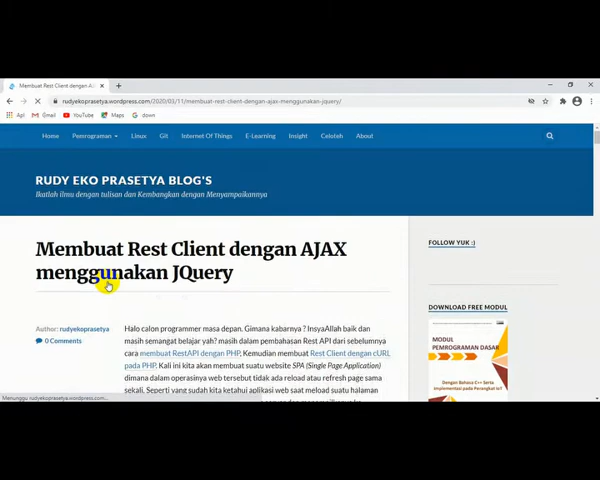 Membuat Rest Client dengan AJ
rudyekoprasetya.wordpress.com/2020/03/11/membuat-rest-client-dengan-ajax-menggunakan-jquery/
Apl Gmail YouTube Maps down
Home Pemrograman Linux Git Internet Of Things E-Learning Insight Celoteh About
RUDY EKO PRASETYA BLOG'S
Ikatlah ilmu dengan tulisan dan Kembangkan dengan Menyampaikannya
Membuat Rest Client dengan AJAX
menggunakan JQuery
Author: rudyekoprasetya
0 Comments
Halo calon programmer masa depan. Gimana kabarnya ? InsyaAllah baik dan
masih semangat belajar yah? masih dalam pembahasan Rest API dari sebelumnya
cara membuat RestAPI dengan PHP, Kemudian membuat Rest Client dengan cURL
pada PHP. Kali ini kita akan membuat suatu website SPA (Single Page Application)
dimana dalam operasinya web tersebut tidak ada reload atau refresh page sama
sekali. Seperti yang sudah kita ketahui aplikasi web saat meload suatu halaman
FOLLOW YUK :)
DOWNLOAD FREE MODUL
MODUL
PEMROGRAMAN DASAR
Dengan Bahasa C++ Serta
Implementasi pada Perangkat IoT
Menunggu rudyekoprasetya.wordpress.com...